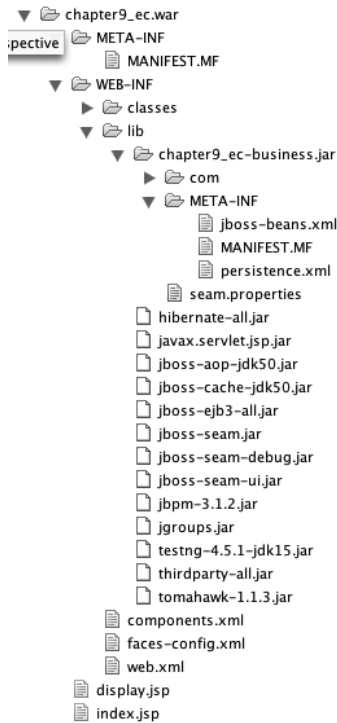 chapter9_ec.war
spective
META-INF
MANIFEST.MF
WEB-INF
classes
lib
chapter9_ec-business.jar
com
META-INF
jboss-beans.xml
MANIFEST.MF
persistence.xml
seam.properties
hibernate-all.jar
javax.servlet.jsp.jar
jboss-aop-jdk50.jar
jboss-cache-jdk50.jar
jboss-ejb3-all.jar
jboss-seam.jar
jboss-seam-debug.jar
jboss-seam-ui.jar
jbpm-3.1.2.jar
jgroups.jar
testng-4.5.1-jdk15.jar
thirdparty-all.jar
tomahawk-1.1.3.jar
components.xml
faces-config.xml
web.xml
display.jsp
index.jsp